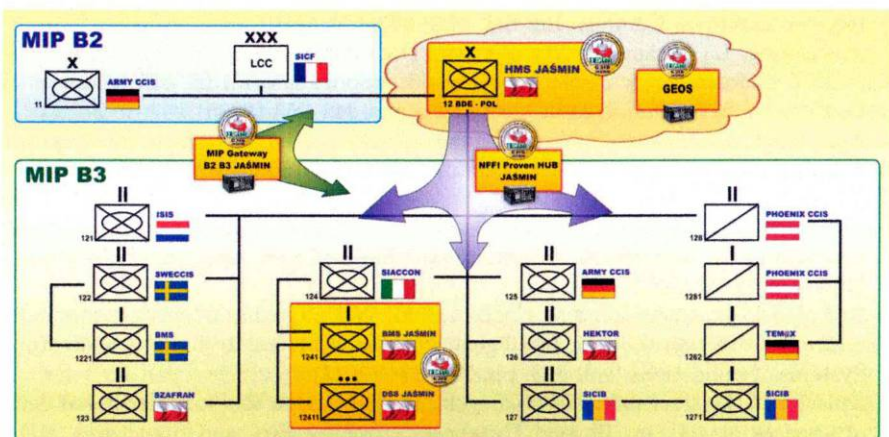 MIP B2
X
11
ARMY CCIS
XXX
LCC
SICF
X
12 BDE - POL
HMS JAŚMIN
GEOS
MIP Gateway
B2 B3 JAŚMIN
NFFI Proven HUB
JAŚMIN
MIP B3
II
121
ISIS
II
122
SWECCIS
I
1221
BMS
II
123
SZAFRAN
II
124
SIACCON
I
1241
BMS JAŚMIN
•••
12411
DSS JAŚMIN
II
125
ARMY CCIS
II
126
HEKTOR
II
127
SICIB
II
128
PHOENIX CCIS
I
1281
PHOENIX CCIS
I
1262
I
1271
SICIB